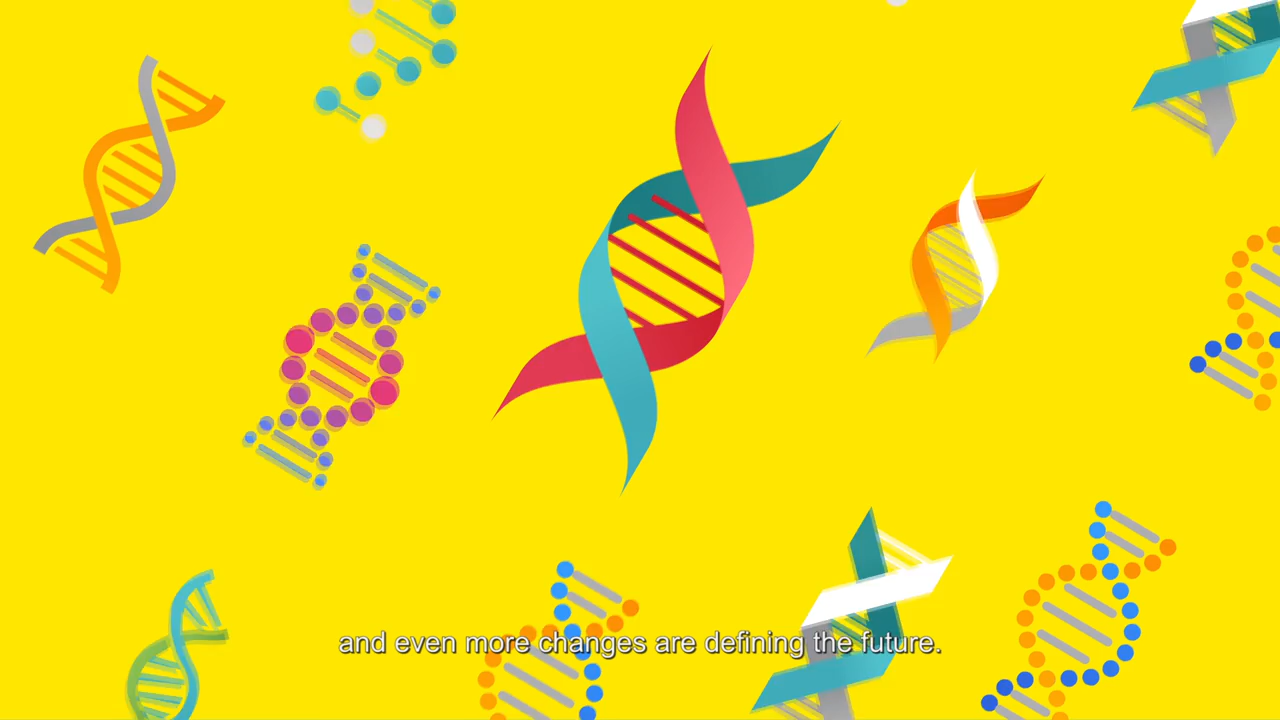 and even more changes are defining the future.